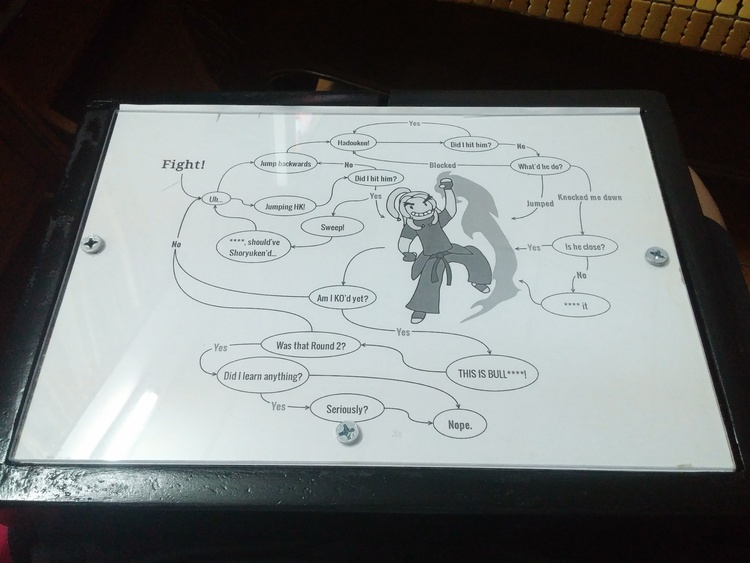 Yes
Hadouken!
Did I hit him?
No
Fight!
Jump backwards
No
Blocked
What'd he do?
Did I hit him?
Uh...
Jumping HK!
Yes
Jumped
Knocked me down
Sweep!
No
****, should've
Shoryuken'd...
Yes
Is he close?
No
Am I KO'd yet?
**** it
Yes
Was that Round 2?
Yes
THIS IS BULL****!
Did I learn anything?
Yes
Seriously?
Nope.